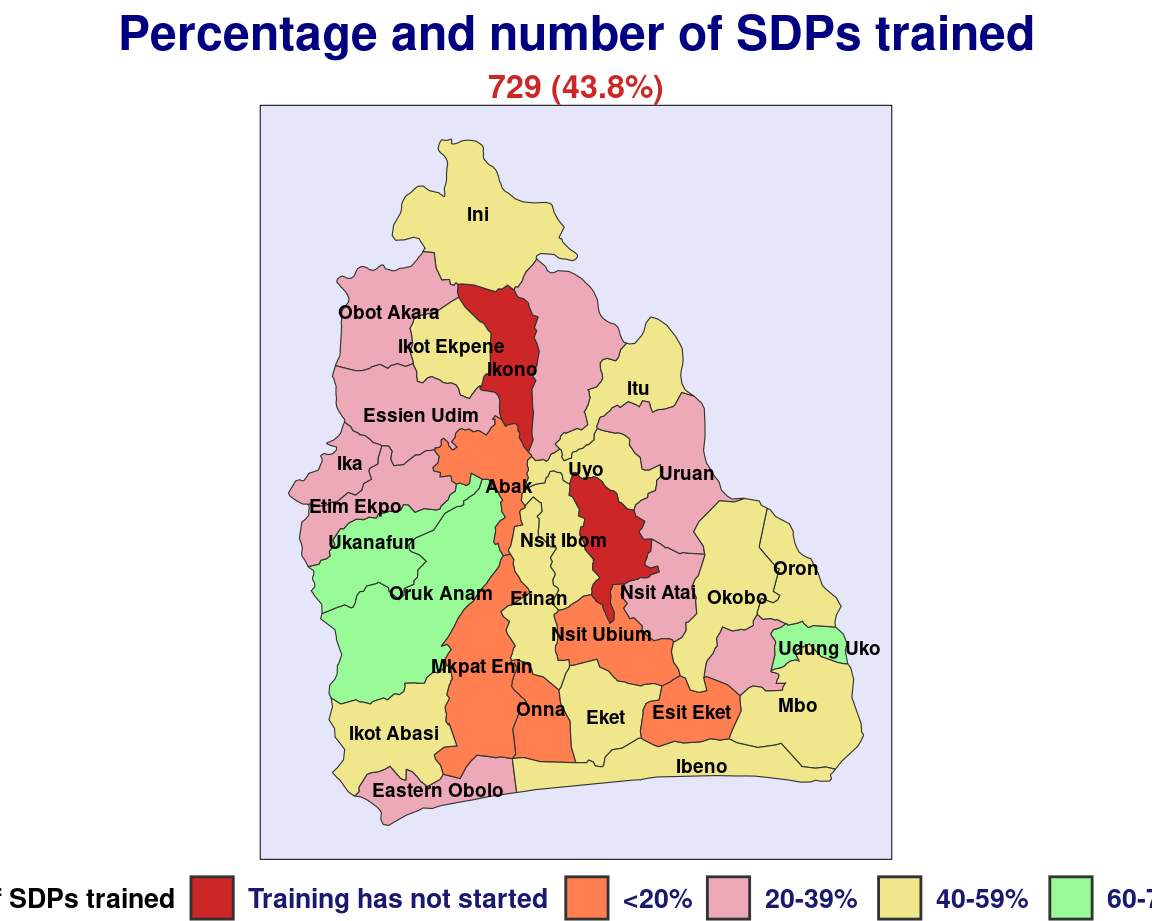 Percentage and number of SDPs trained
729 (43.8%)
Ini
Obot Akara
Ikot Ekpene
Ikono
Itu
Essien Udim
Ika
Uyo
Uruan
Abak
Etim Ekpo
Ukanafun
Nsit Ibom
Oron
Oruk Anam
Etinan
Nsit Atai
Okobo
Nsit Ubium
Udung Uko
Mkpat Enin
Mbo
Onna
Eket
Esit Eket
Ikot Abasi
Ibeno
Eastern Obolo
SDPs trained Training has not started <20% 20-39% 40-59% 60-